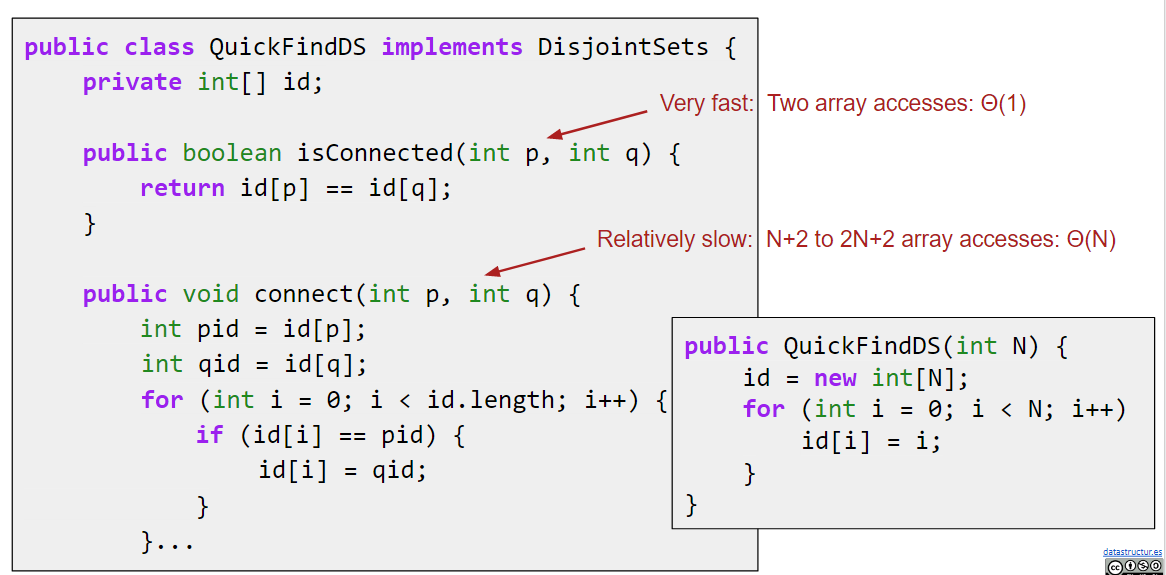 public class QuickFindDS implements DisjointSets {
    private int[] id;
Very fast: Two array accesses: Θ(1)
    public boolean isConnected(int p, int q) {
        return id[p] == id[q];
    }
Relatively slow: N+2 to 2N+2 array accesses: Θ(N)
    public void connect(int p, int q) {
        int pid = id[p];
        int qid = id[q];
        for (int i = 0; i < id.length; i++) {
            if (id[i] == pid) {
                id[i] = qid;
            }
        }...
public QuickFindDS(int N) {
    id = new int[N];
    for (int i = 0; i < N; i++)
        id[i] = i;
    }
}
datastructur.es
cc